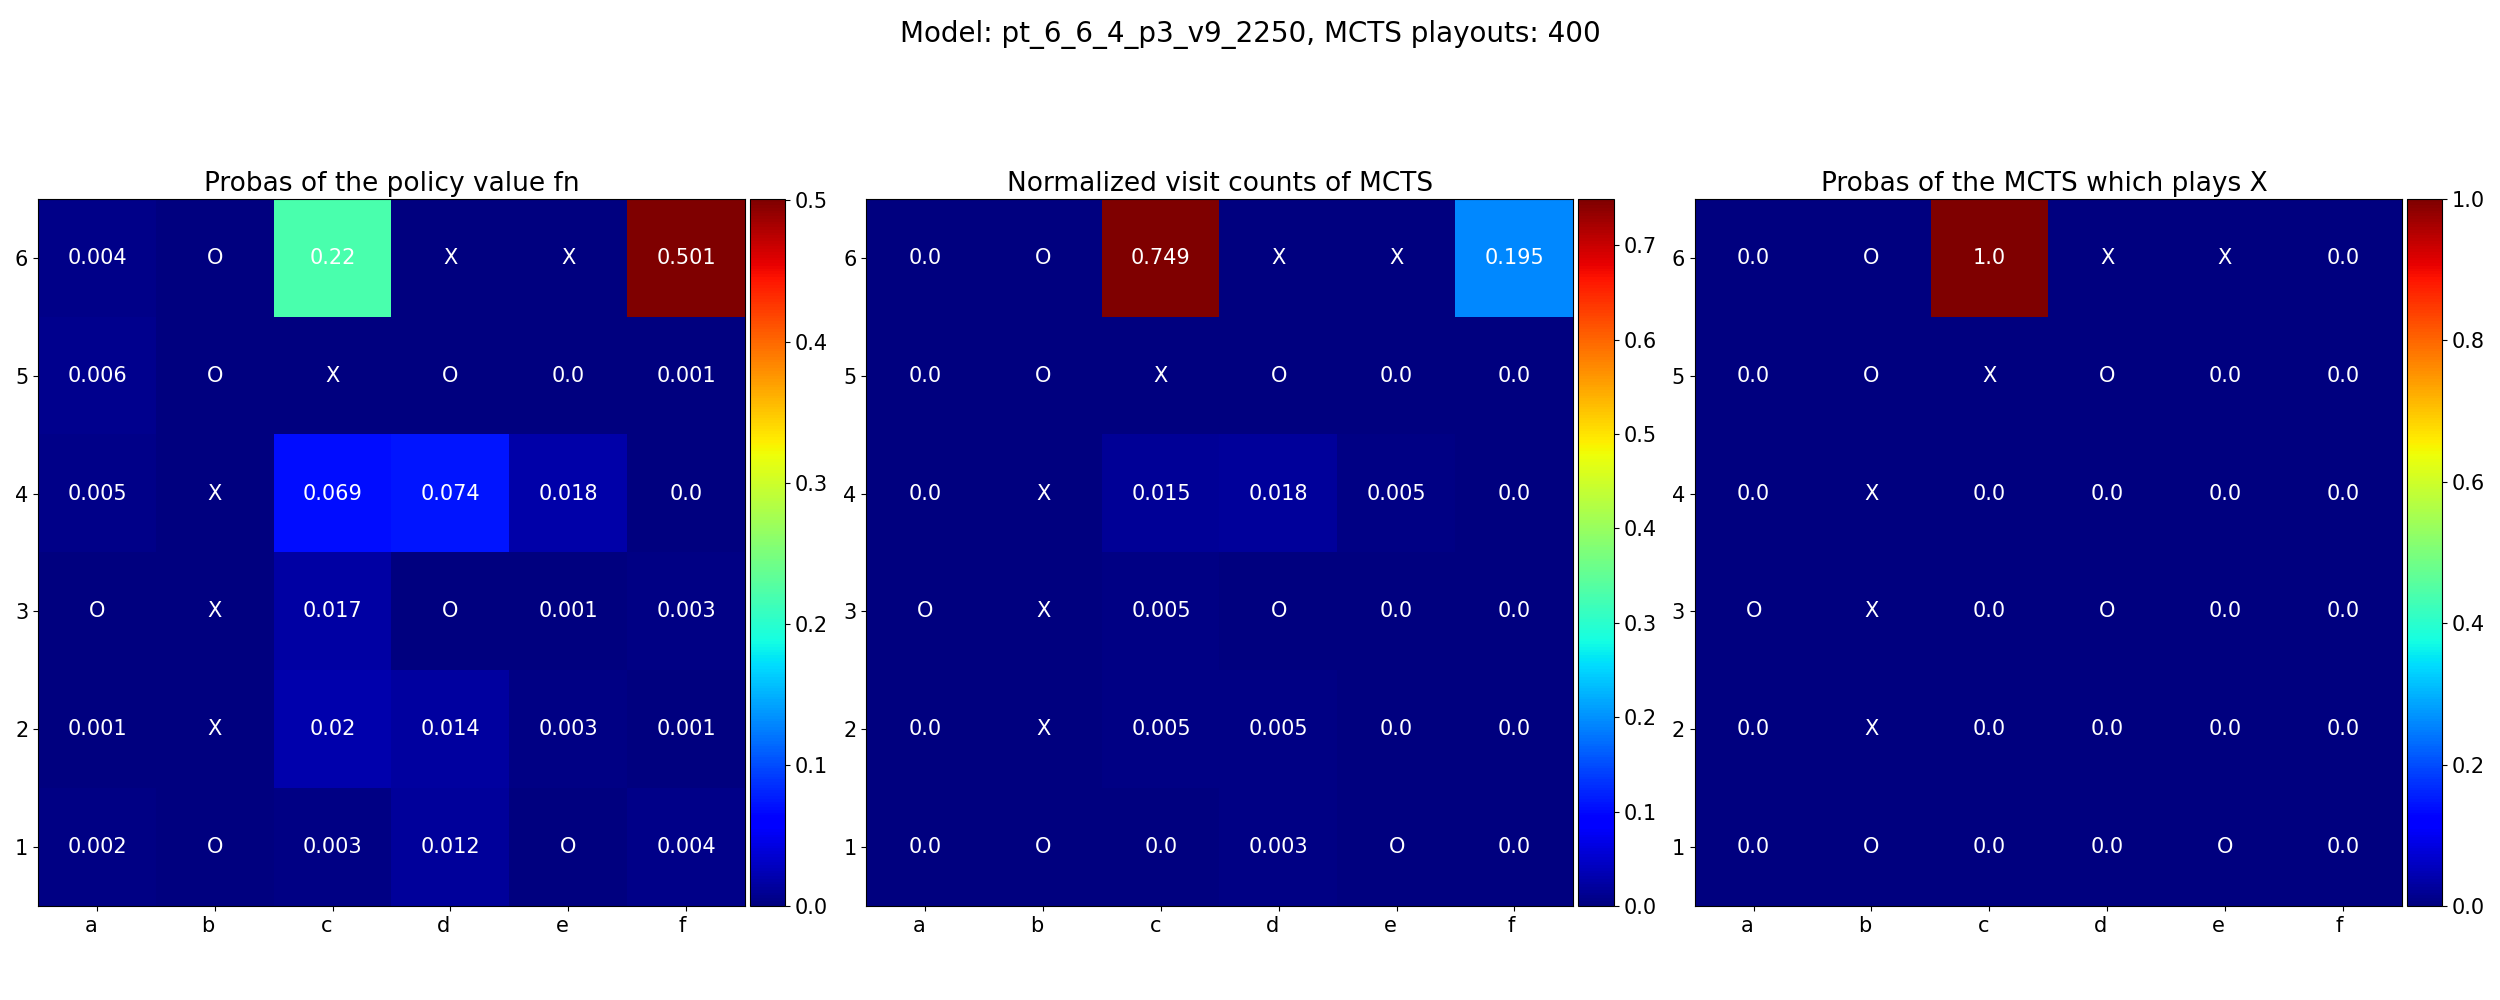 Model: pt_6_6_4_p3_v9_2250, MCTS playouts: 400
Probas of the policy value fn
6 0.004 O 0.22 X X 0.501
5 0.006 O X O 0.0 0.001
4 0.005 X 0.069 0.074 0.018 0.0
3 O X 0.017 O 0.001 0.003
2 0.001 X 0.02 0.014 0.003 0.001
1 0.002 O 0.003 0.012 O 0.004
a b c d e f
0.5
0.4
0.3
0.2
0.1
0.0
Normalized visit counts of MCTS
6 0.0 O 0.749 X X 0.195
5 0.0 O X O 0.0 0.0
4 0.0 X 0.015 0.018 0.005 0.0
3 O X 0.005 O 0.0 0.0
2 0.0 X 0.005 0.005 0.0 0.0
1 0.0 O 0.0 0.003 O 0.0
a b c d e f
0.7
0.6
0.5
0.4
0.3
0.2
0.1
0.0
Probas of the MCTS which plays X
6 0.0 O 1.0 X X 0.0
5 0.0 O X O 0.0 0.0
4 0.0 X 0.0 0.0 0.0 0.0
3 O X 0.0 O 0.0 0.0
2 0.0 X 0.0 0.0 0.0 0.0
1 0.0 O 0.0 0.0 O 0.0
a b c d e f
1.0
0.8
0.6
0.4
0.2
0.0